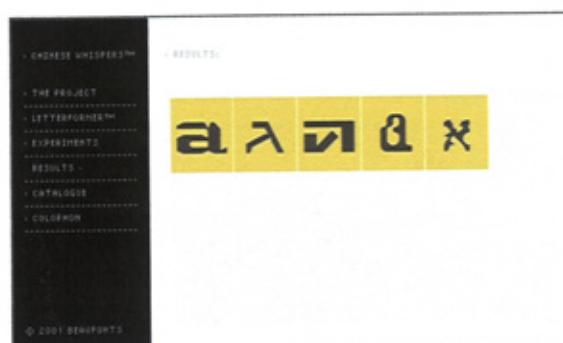 - CHINESE WHISPERS™
- THE PROJECT
- LETTERFORMER™
- EXPERIMENTS
RESULTS -
- CATALOGUE
- COLOPHON
© 2001 BEAUFONTS
- RESULTS: